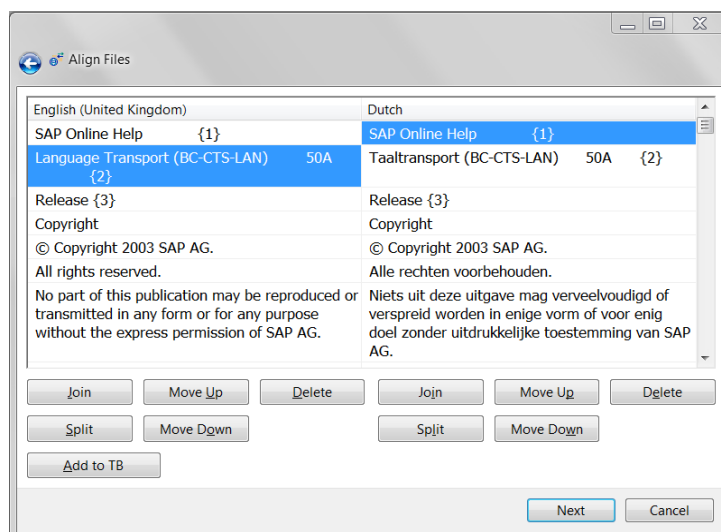 Align Files
English (United Kingdom) Dutch
SAP Online Help {1} SAP Online Help {1}
Language Transport (BC-CTS-LAN) 50A Taaltransport (BC-CTS-LAN) 50A {2}
{2}
Release {3} Release {3}
Copyright Copyright
© Copyright 2003 SAP AG. © Copyright 2003 SAP AG.
All rights reserved. Alle rechten voorbehouden.
No part of this publication may be reproduced or Niets uit deze uitgave mag verveelvoudigd of
transmitted in any form or for any purpose verspreid worden in enige vorm of voor enig
without the express permission of SAP AG. doel zonder uitdrukkelijke toestemming van SAP
AG.
Join Move Up Delete Join Move Up Delete
Split Move Down Split Move Down
Add to TB
Next Cancel